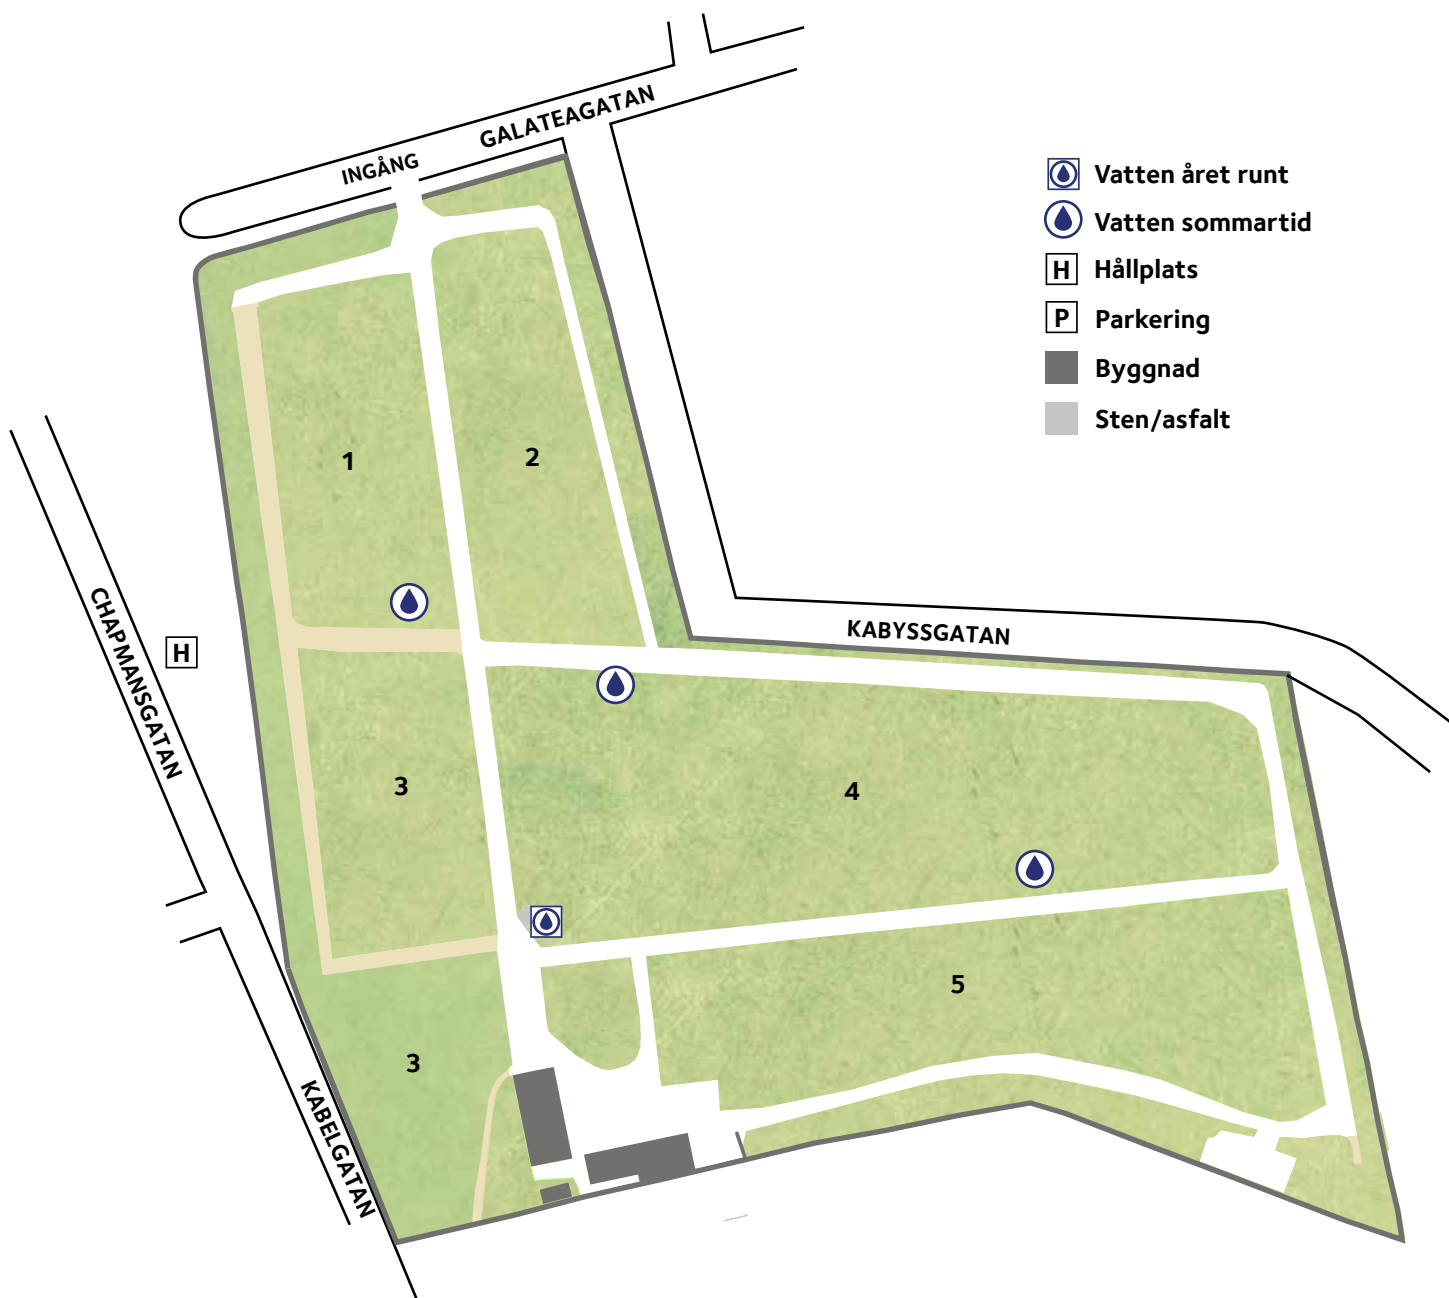 GALATEAGATAN
INGÅNG
Vatten året runt
Vatten sommartid
H Hållplats
P Parkering
Byggnad
Sten/asfalt
1
2
CHAPMANSGATAN
H
KABYSSGATAN
3
4
5
3
KABELGATAN